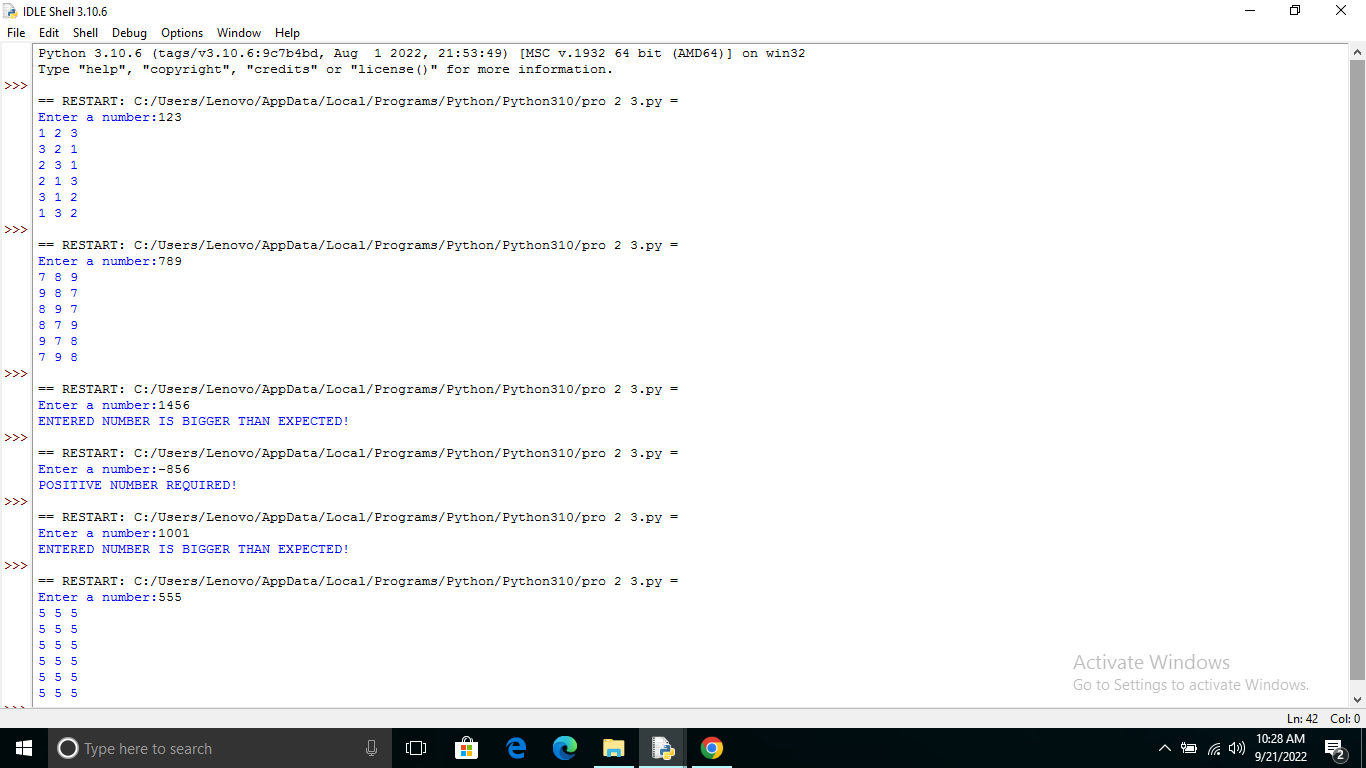 IDLE Shell 3.10.6
File Edit Shell Debug Options Window Help
Python 3.10.6 (tags/v3.10.6:9c7b4bd, Aug  1 2022, 21:53:49) [MSC v.1932 64 bit (AMD64)] on win32
Type "help", "copyright", "credits" or "license()" for more information.
>>>
== RESTART: C:/Users/Lenovo/AppData/Local/Programs/Python/Python310/pro 2 3.py =
Enter a number:123
1 2 3
3 2 1
2 3 1
2 1 3
3 1 2
1 3 2
>>>
== RESTART: C:/Users/Lenovo/AppData/Local/Programs/Python/Python310/pro 2 3.py =
Enter a number:789
7 8 9
9 8 7
8 9 7
8 7 9
9 7 8
7 9 8
>>>
== RESTART: C:/Users/Lenovo/AppData/Local/Programs/Python/Python310/pro 2 3.py =
Enter a number:1456
ENTERED NUMBER IS BIGGER THAN EXPECTED!
>>>
== RESTART: C:/Users/Lenovo/AppData/Local/Programs/Python/Python310/pro 2 3.py =
Enter a number:-856
POSITIVE NUMBER REQUIRED!
>>>
== RESTART: C:/Users/Lenovo/AppData/Local/Programs/Python/Python310/pro 2 3.py =
Enter a number:1001
ENTERED NUMBER IS BIGGER THAN EXPECTED!
>>>
== RESTART: C:/Users/Lenovo/AppData/Local/Programs/Python/Python310/pro 2 3.py =
Enter a number:555
5 5 5
5 5 5
5 5 5
5 5 5
5 5 5
5 5 5
>>>
Activate Windows
Go to Settings to activate Windows.
Ln: 42 Col: 0
Type here to search
10:28 AM
9/21/2022
2